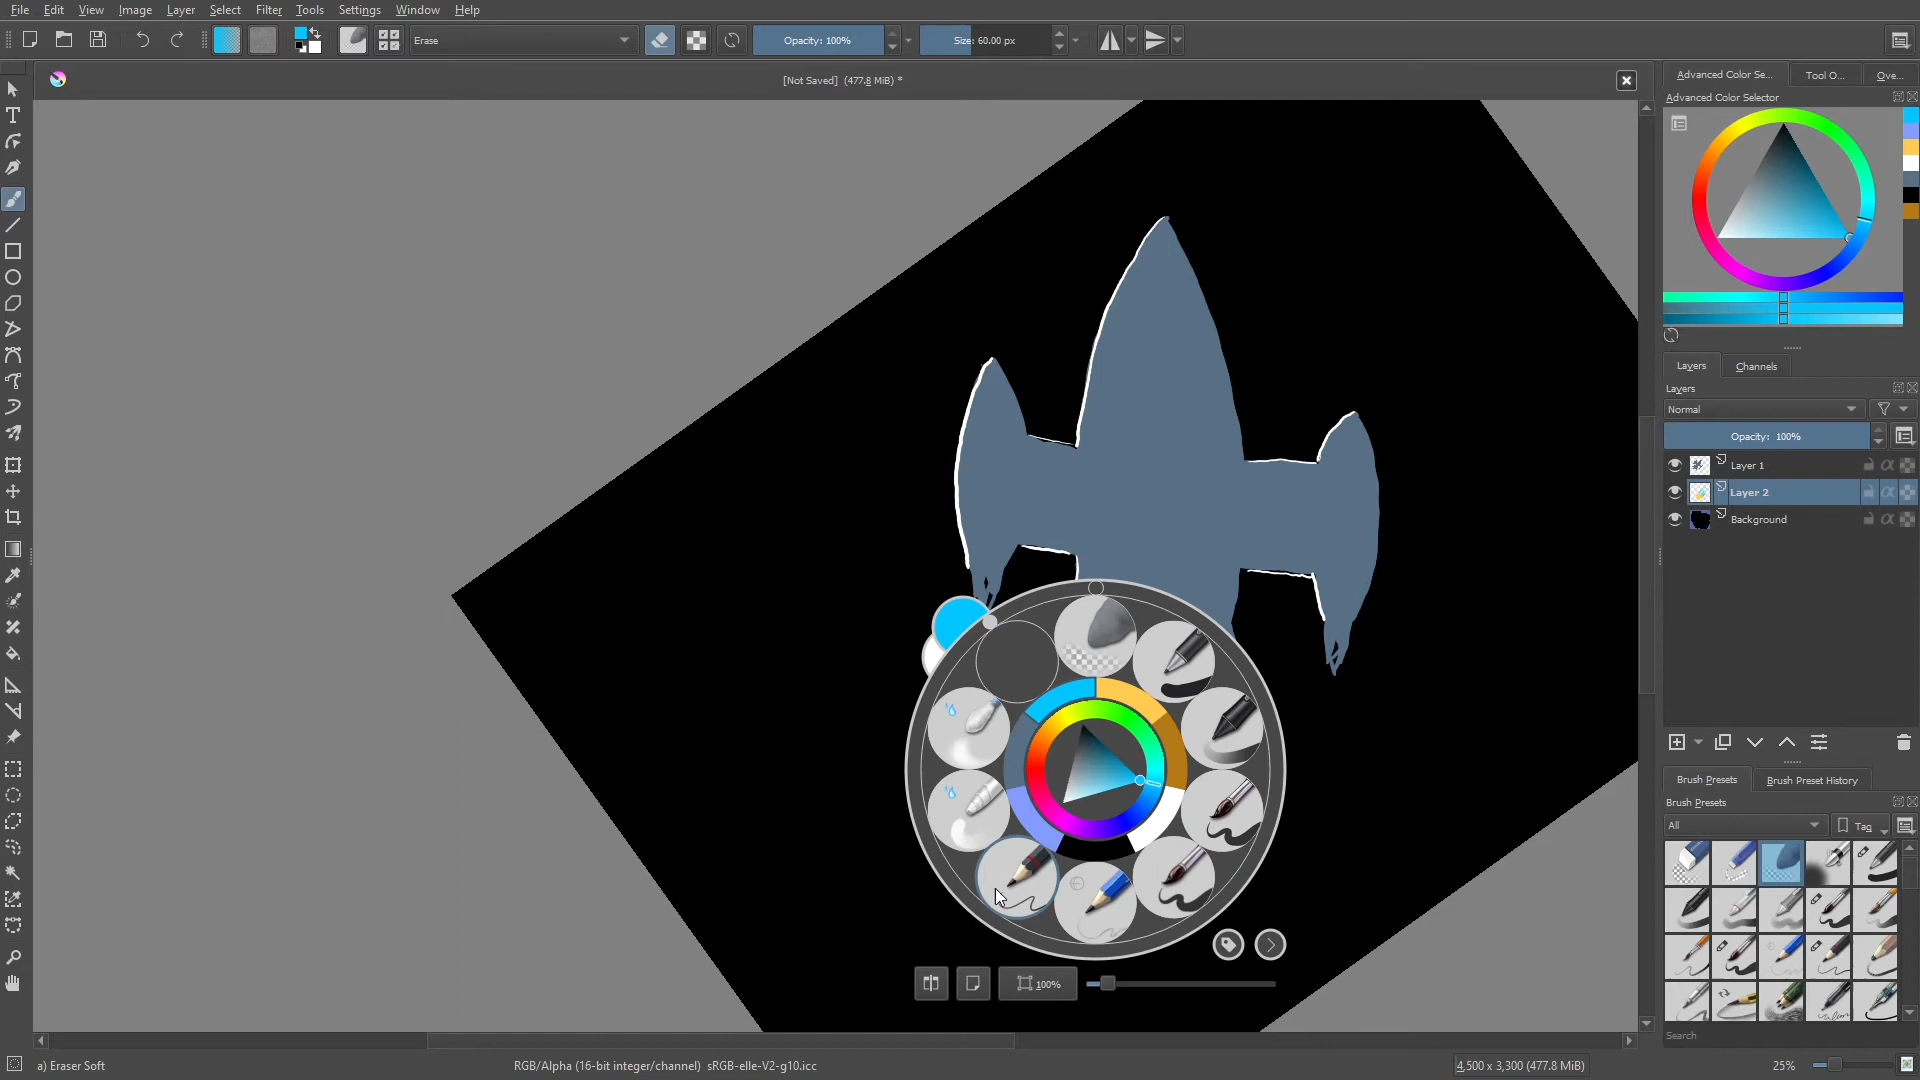 File Edit View Image Layer Select Filter Tools Settings Window Help
Erase
Opacity: 100%
Size: 60.00 px
[Not Saved] (477.8 MiB) *
Advanced Color Se... Tool O... Ove...
Advanced Color Selector
Layers Channels
Layers
Normal
Opacity: 100%
Layer 1
Layer 2
Background
Brush Presets Brush Preset History
Brush Presets
All Tag
Search
100%
a) Eraser Soft
RGB/Alpha (16-bit integer/channel) sRGB-elle-V2-g10.icc
4,500 x 3,300 (477.8 MiB)
25%